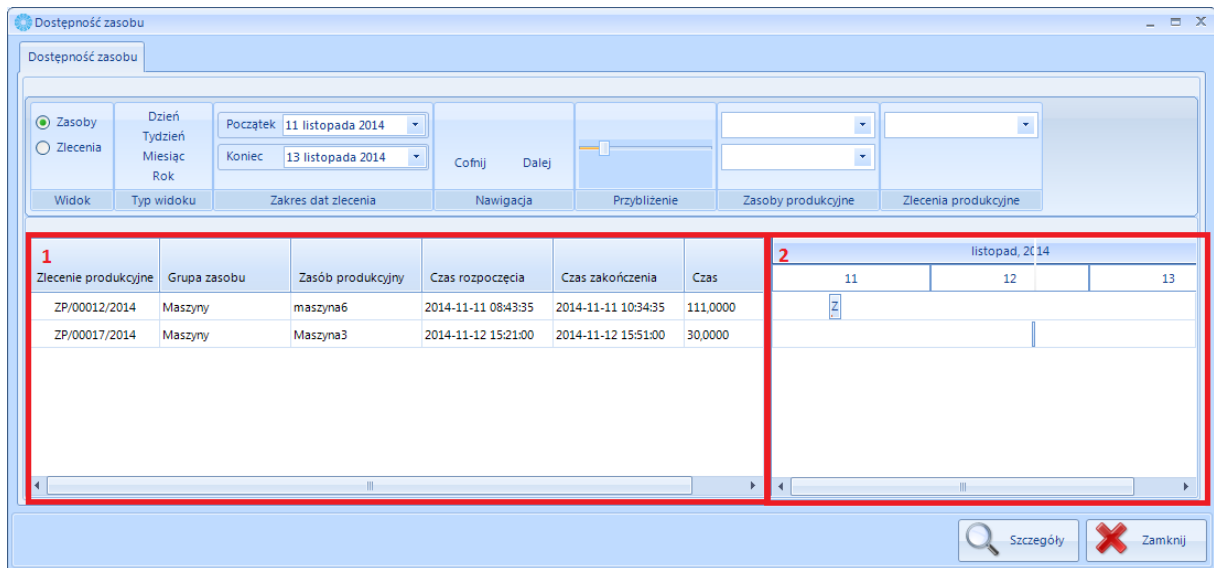 Dostępność zasobu
Dostępność zasobu
Zasoby
Zlecenia
Widok
Dzień
Tydzień
Miesiąc
Rok
Typ widoku
Początek 11 listopada 2014
Koniec 13 listopada 2014
Zakres dat zlecenia
Cofnij Dalej
Nawigacja
Przybliżenie
Zasoby produkcyjne
Zlecenia produkcyjne
1
Zlecenie produkcyjne Grupa zasobu Zasób produkcyjny Czas rozpoczęcia Czas zakończenia Czas
ZP/00012/2014 Maszyny maszyna6 2014-11-11 08:43:35 2014-11-11 10:34:35 111,0000
ZP/00017/2014 Maszyny Maszyna3 2014-11-12 15:21:00 2014-11-12 15:51:00 30,0000
2
listopad, 2014
11 12 13
Z
Szczegóły Zamknij